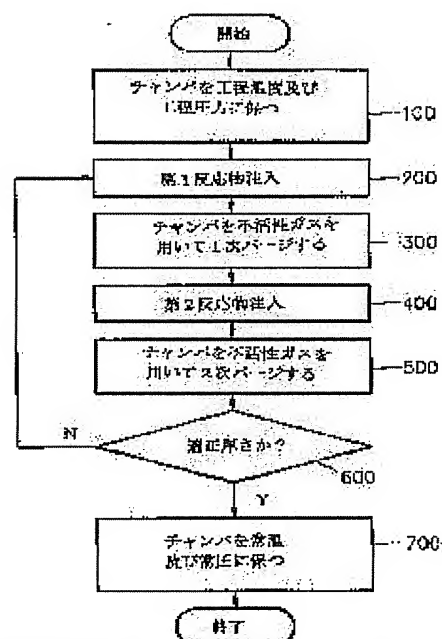 開始
チャンバを工程温度及び
工程圧力に保つ
100
第1反応物注入
200
チャンバを不活性ガスを
用いて1次パージする
300
第2反応物注入
400
チャンバを不活性ガスを
用いて2次パージする
500
適正厚さか?
N
600
Y
チャンバを常温
及び常圧に保つ
700
終了